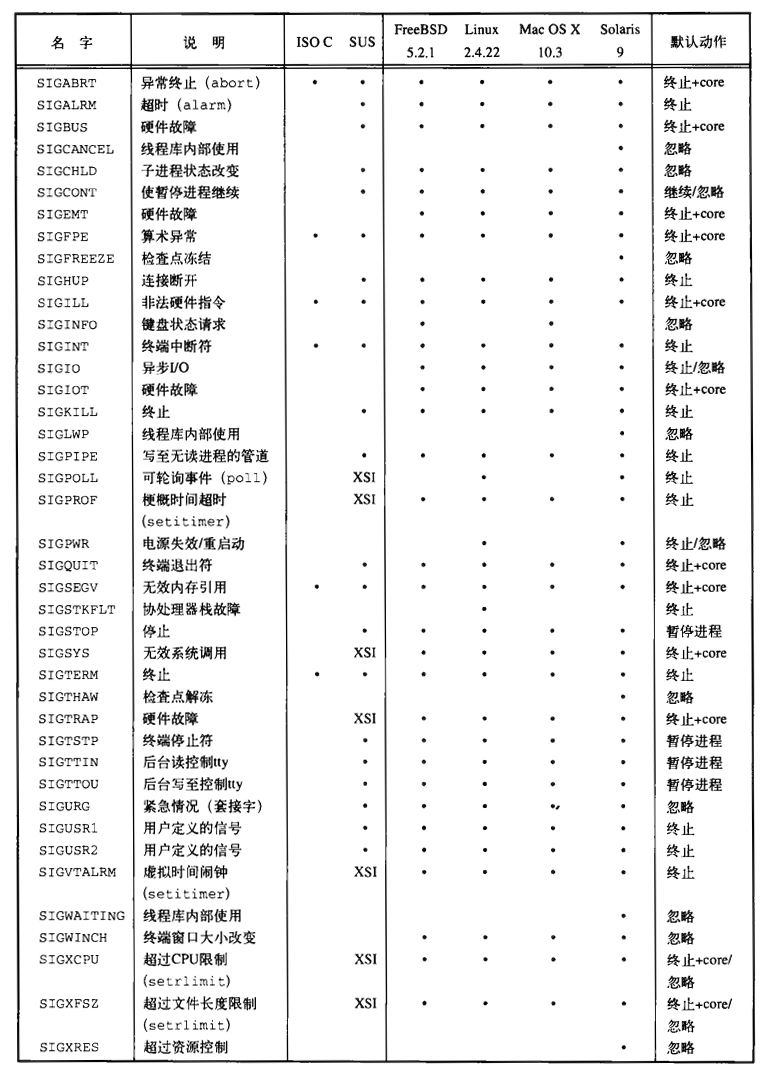 名 字 说 明 ISO C SUS FreeBSD 5.2.1 Linux 2.4.22 Mac OS X 10.3 Solaris 9 默认动作
SIGABRT 异常终止 (abort) • • • • • • 终止+core
SIGALRM 超时 (alarm) • • • • • 终止
SIGBUS 硬件故障 • • • • • 终止+core
SIGCANCEL 线程库内部使用 • 忽略
SIGCHLD 子进程状态改变 • • • • • 忽略
SIGCONT 使暂停进程继续 • • • • • 继续/忽略
SIGEMT 硬件故障 • • • • 终止+core
SIGFPE 算术异常 • • • • • • 终止+core
SIGFREEZE 检查点冻结 • 忽略
SIGHUP 连接断开 • • • • • 终止
SIGILL 非法硬件指令 • • • • • • 终止+core
SIGINFO 键盘状态请求 • • 忽略
SIGINT 终端中断符 • • • • • • 终止
SIGIO 异步I/O • • • • 终止/忽略
SIGIOT 硬件故障 • • • • 终止+core
SIGKILL 终止 • • • • • 终止
SIGLWP 线程库内部使用 • 忽略
SIGPIPE 写至无读进程的管道 • • • • • 终止
SIGPOLL 可轮询事件 (poll) XSI • • 终止
SIGPROF 梗概时间超时 XSI • • • • 终止
(setitimer)
SIGPWR 电源失效/重启动 • • 终止/忽略
SIGQUIT 终端退出符 • • • • • 终止+core
SIGSEGV 无效内存引用 • • • • • • 终止+core
SIGSTKFLT 协处理器栈故障 • 终止
SIGSTOP 停止 • • • • • 暂停进程
SIGSYS 无效系统调用 XSI • • • • 终止+core
SIGTERM 终止 • • • • • • 终止
SIGTHAW 检查点解冻 • 忽略
SIGTRAP 硬件故障 XSI • • • • 终止+core
SIGTSTP 终端停止符 • • • • • 暂停进程
SIGTTIN 后台读控制tty • • • • • 暂停进程
SIGTTOU 后台写至控制tty • • • • • 暂停进程
SIGURG 紧急情况 (套接字) • • • • • 忽略
SIGUSR1 用户定义的信号 • • • • • 终止
SIGUSR2 用户定义的信号 • • • • • 终止
SIGVTALRM 虚拟时间闹钟 XSI • • • • 终止
(setitimer)
SIGWAITING 线程库内部使用 • 忽略
SIGWINCH 终端窗口大小改变 • • • • 忽略
SIGXCPU 超过CPU限制 XSI • • • • 终止+core/
(setrlimit) 忽略
SIGXFSZ 超过文件长度限制 XSI • • • • 终止+core/
(setrlimit) 忽略
SIGXRES 超过资源控制 • 忽略